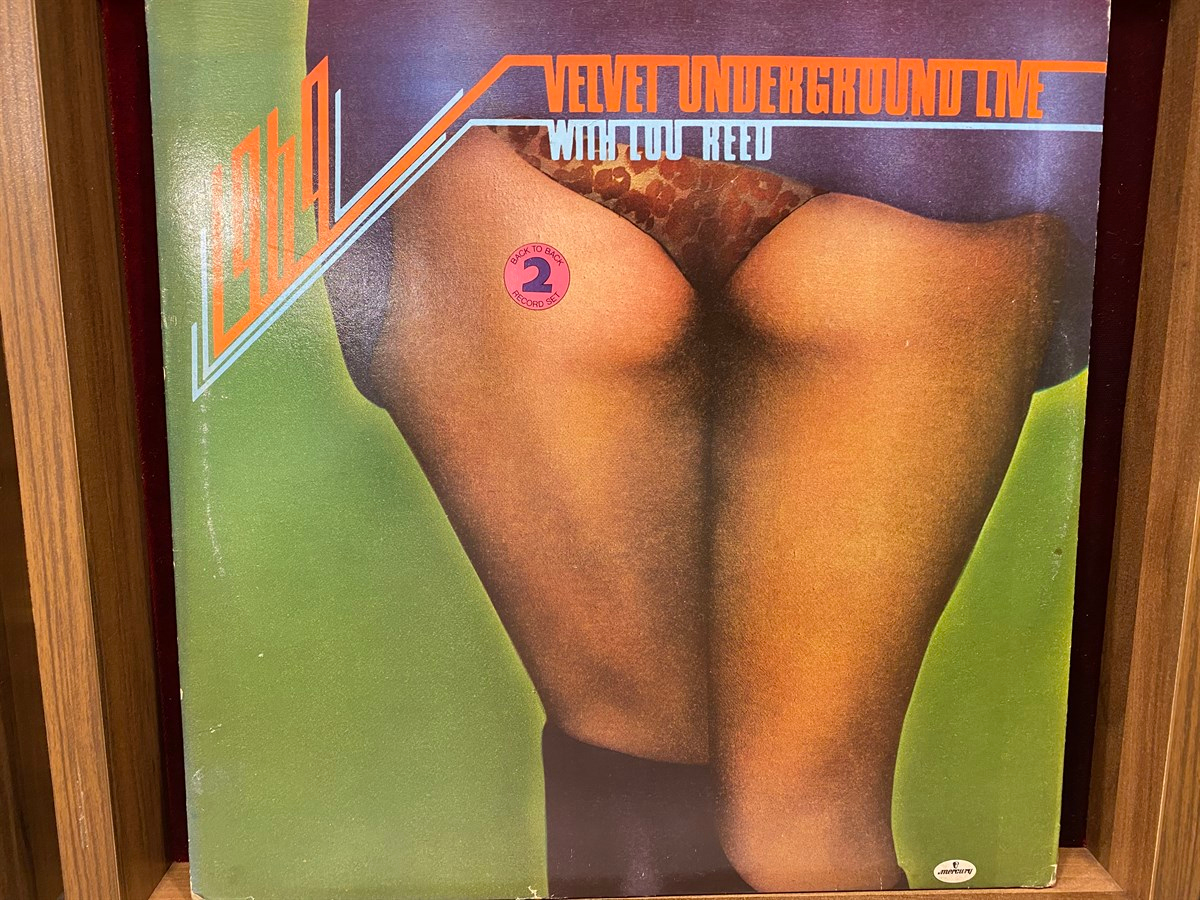 1969
VELVET UNDERGROUND LIVE
WITH LOU REED
BACK TO BACK
2
RECORD SET
mercury